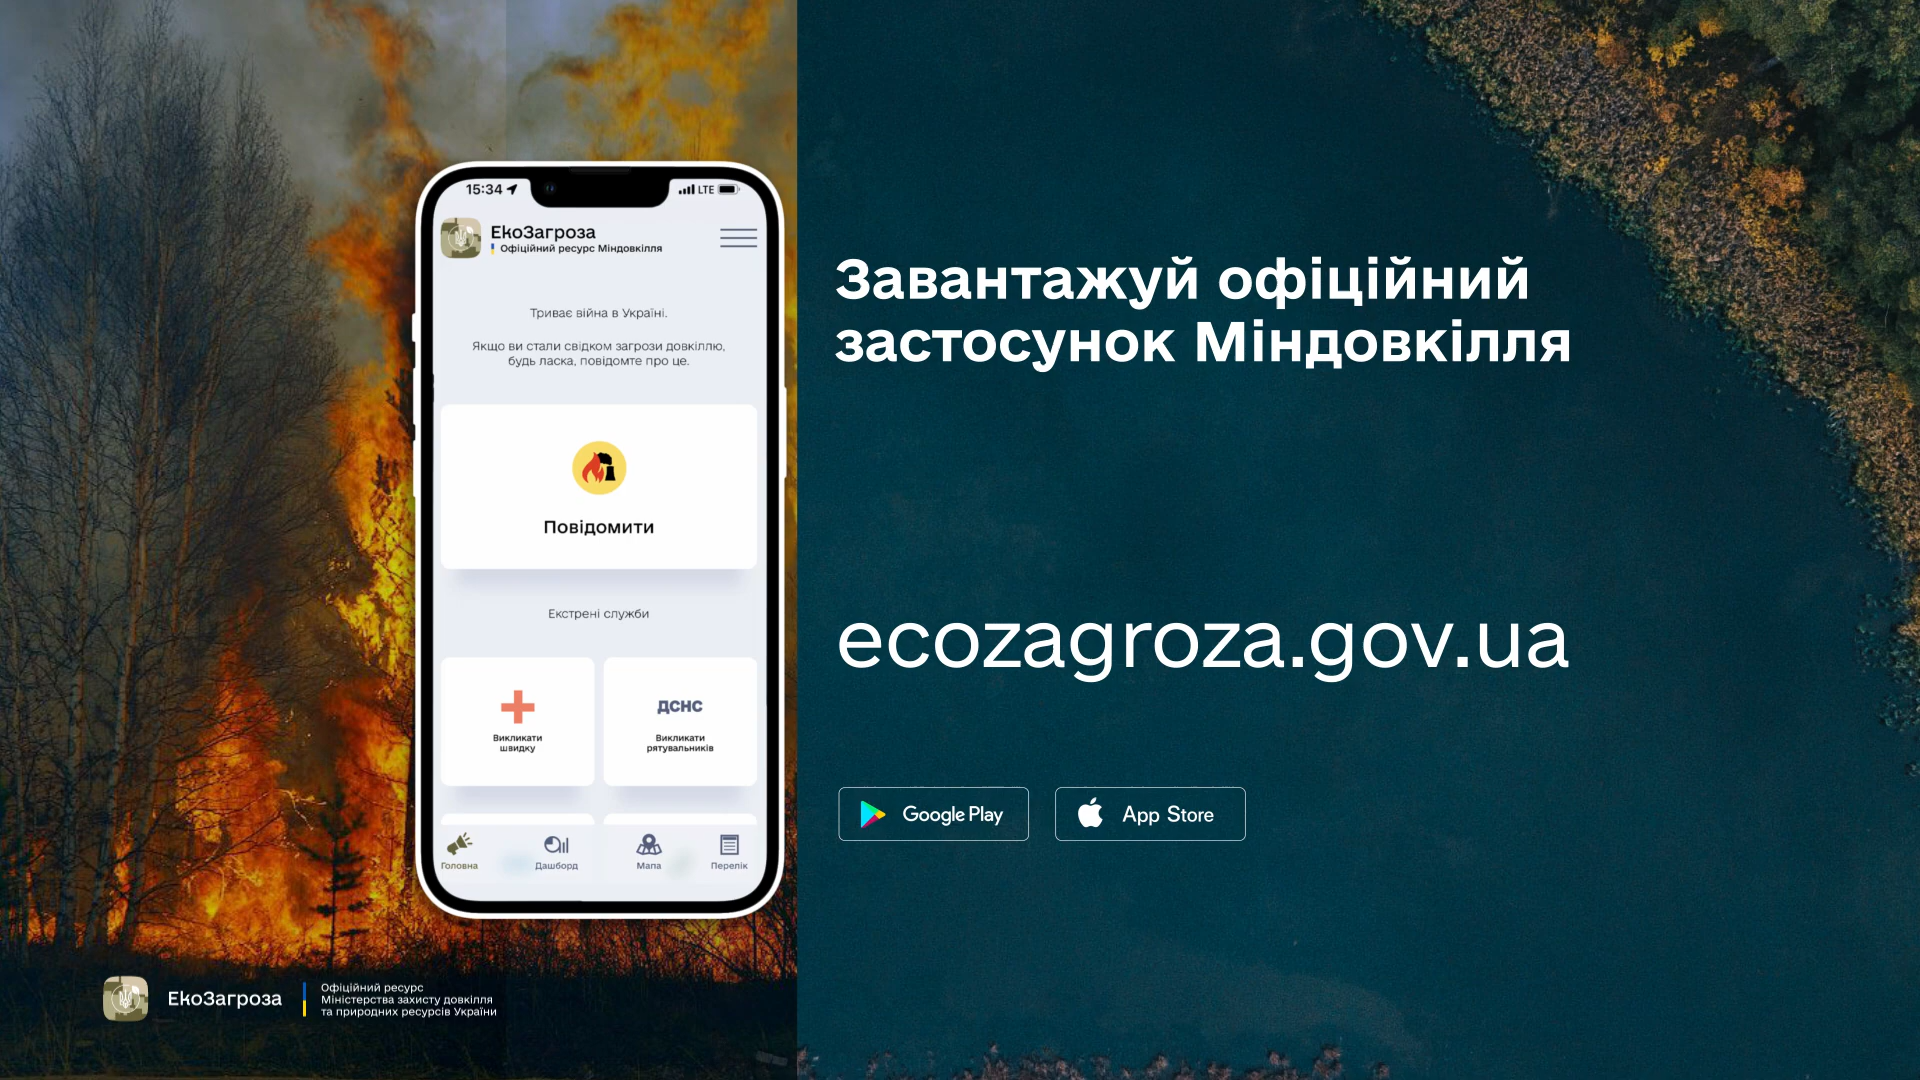 15:34
LTE
ЕкоЗагроза
Офіційний ресурс Міндовкілля
Триває війна в Україні.
Якщо ви стали свідком загрози довкіллю,
будь ласка, повідомте про це.
Повідомити
Екстрені служби
Викликати
швидку
ДСНС
Викликати
рятувальників
Головна
Дашборд
Мапа
Перелік
ЕкоЗагроза
Офіційний ресурс
Міністерства захисту довкілля
та природних ресурсів України
Завантажуй офіційний
застосунок Міндовкілля
ecozagroza.gov.ua
Google Play
App Store